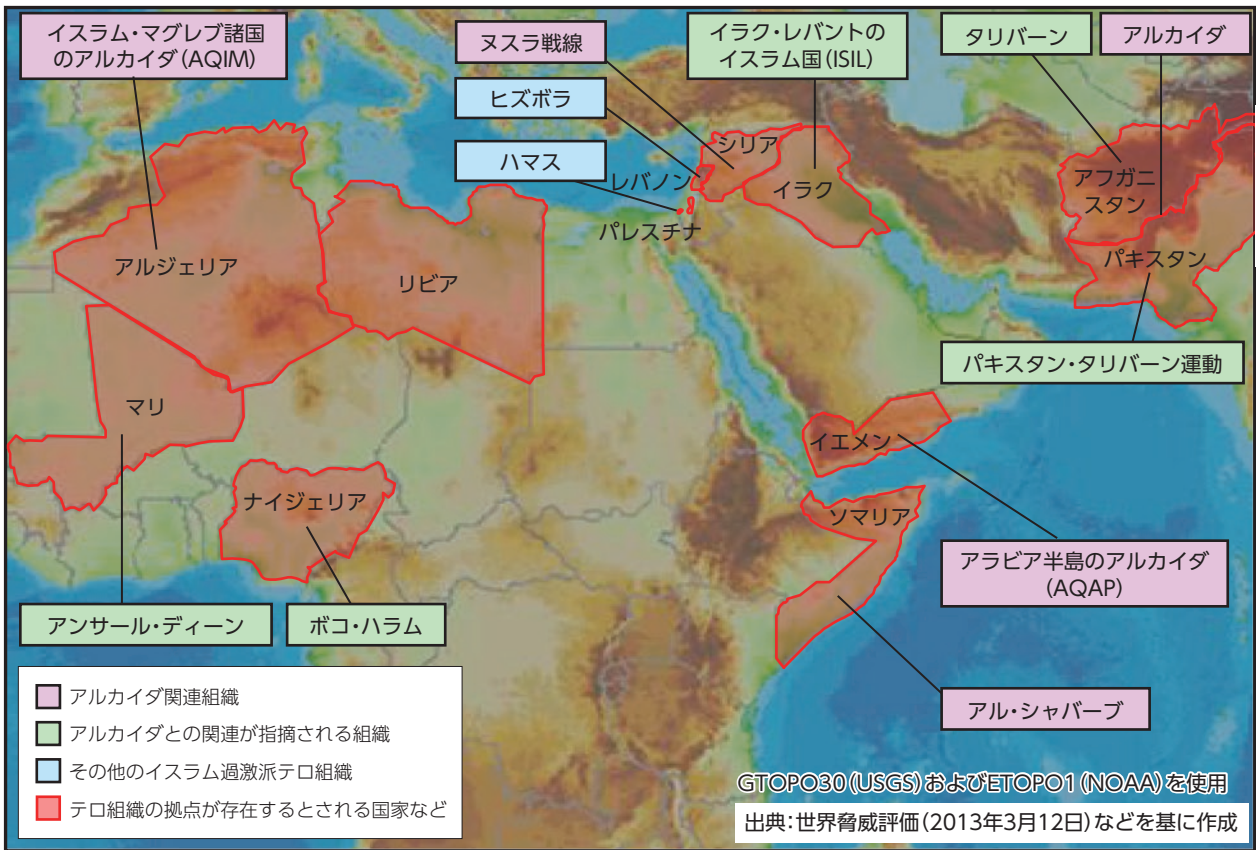 イスラム・マグレブ諸国
のアルカイダ(AQIM)
ヌスラ戦線
イラク・レバントの
イスラム国(ISIL)
タリバーン
アルカイダ
ヒズボラ
ハマス
シリア
レバノン
イラク
パレスチナ
アフガニ
スタン
パキスタン
アルジェリア
リビア
パキスタン・タリバーン運動
マリ
イエメン
ナイジェリア
ソマリア
アラビア半島のアルカイダ
(AQAP)
アンサール・ディーン
ボコ・ハラム
アル・シャバーブ
アルカイダ関連組織
アルカイダとの関連が指摘される組織
その他のイスラム過激派テロ組織
テロ組織の拠点が存在するとされる国家など
GTOPO30(USGS)およびETOPO1(NOAA)を使用
出典:世界脅威評価(2013年3月12日)などを基に作成